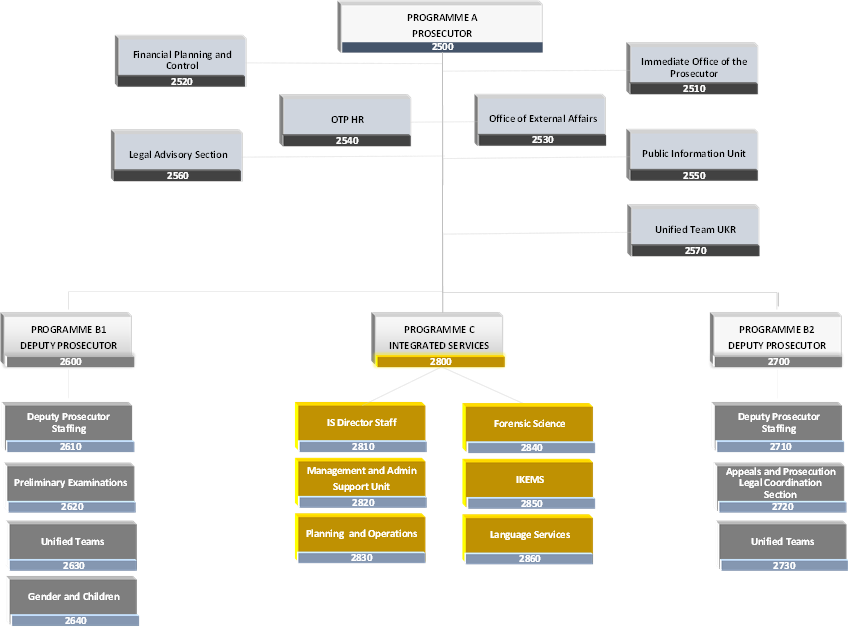 PROGRAMME A
PROSECUTOR
2500
Financial Planning and
Control
2520
Immediate Office of the
Prosecutor
2510
OTP HR
2540
Office of External Affairs
2530
Legal Advisory Section
2560
Public Information Unit
2550
Unified Team UKR
2570
PROGRAMME B1
DEPUTY PROSECUTOR
2600
PROGRAMME C
INTEGRATED SERVICES
2800
PROGRAMME B2
DEPUTY PROSECUTOR
2700
Deputy Prosecutor
Staffing
2610
Preliminary Examinations
2620
Unified Teams
2630
Gender and Children
2640
IS Director Staff
2810
Management and Admin
Support Unit
2820
Planning and Operations
2830
Forensic Science
2840
IKEMS
2850
Language Services
2860
Deputy Prosecutor
Staffing
2710
Appeals and Prosecution
Legal Coordination
Section
2720
Unified Teams
2730